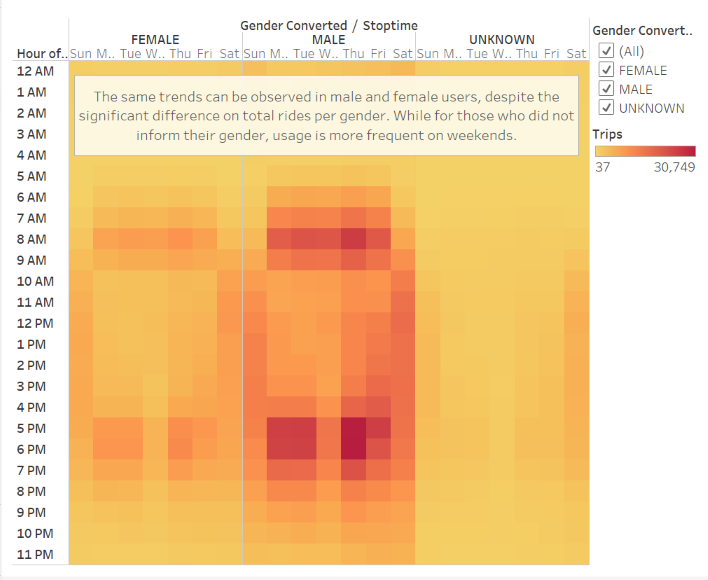 Gender Converted / Stoptime
FEMALE MALE UNKNOWN
Hour of.. Sun M.. Tue W.. Thu Fri Sat Sun M.. Tue W.. Thu Fri Sat Sun M.. Tue W.. Thu Fri Sat
12 AM
1 AM
2 AM
3 AM
4 AM
5 AM
6 AM
7 AM
8 AM
9 AM
10 AM
11 AM
12 PM
1 PM
2 PM
3 PM
4 PM
5 PM
6 PM
7 PM
8 PM
9 PM
10 PM
11 PM
The same trends can be observed in male and female users, despite the
significant difference on total rides per gender. While for those who did not
inform their gender, usage is more frequent on weekends.
Gender Convert..
(All)
FEMALE
MALE
UNKNOWN
Trips
37 30,749